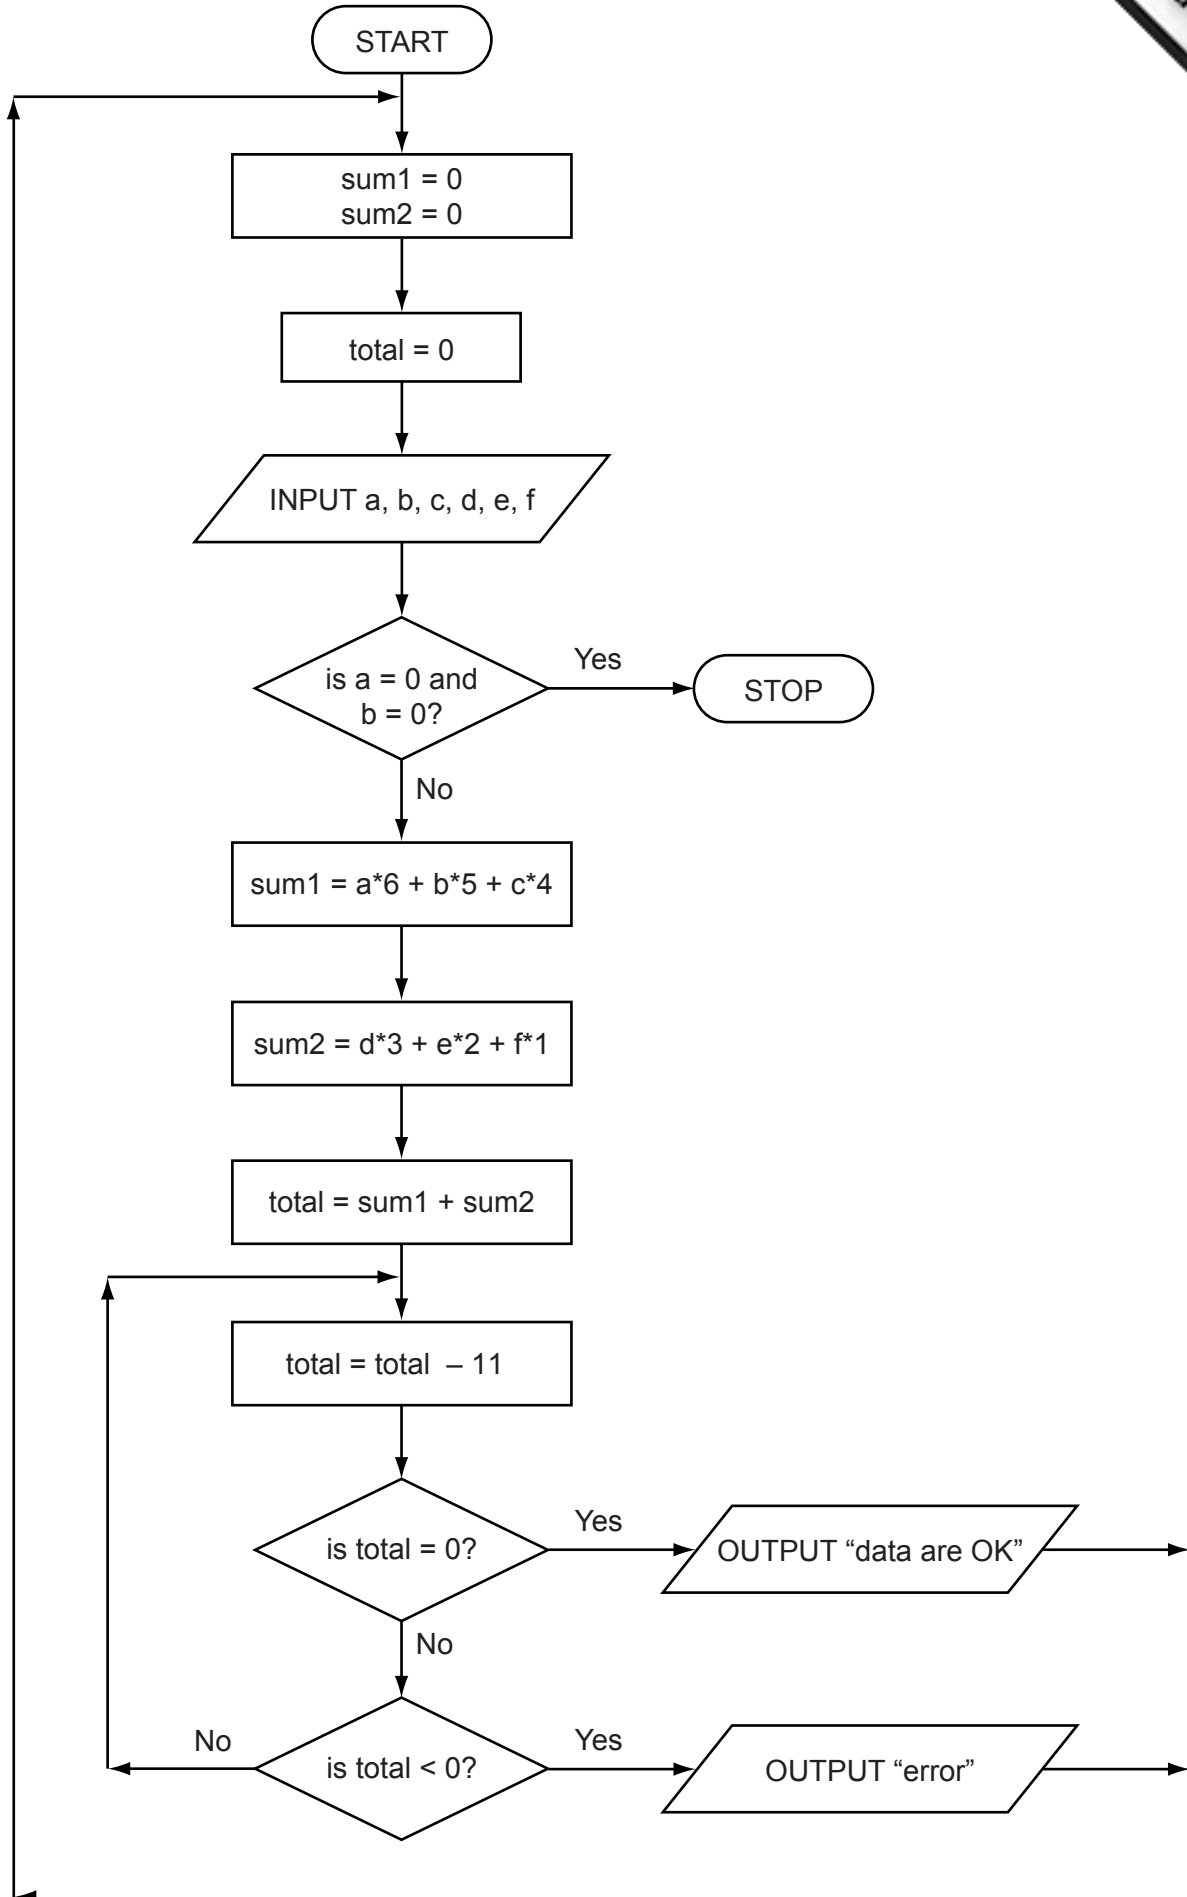 START
sum1 = 0
sum2 = 0
total = 0
INPUT a, b, c, d, e, f
is a = 0 and
b = 0?
Yes
STOP
No
sum1 = a*6 + b*5 + c*4
sum2 = d*3 + e*2 + f*1
total = sum1 + sum2
total = total – 11
is total = 0?
Yes
OUTPUT “data are OK”
No
No
is total < 0?
Yes
OUTPUT “error”